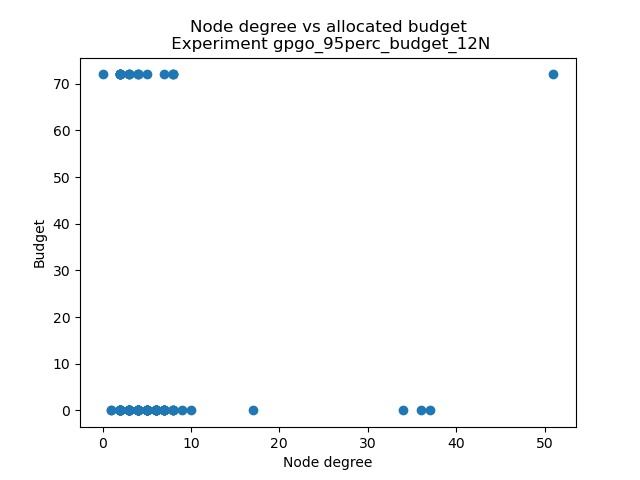 Node degree vs allocated budget
Experiment gpgo_95perc_budget_12N
70
60
50
40
30
20
10
0
Budget
0 10 20 30 40 50
Node degree